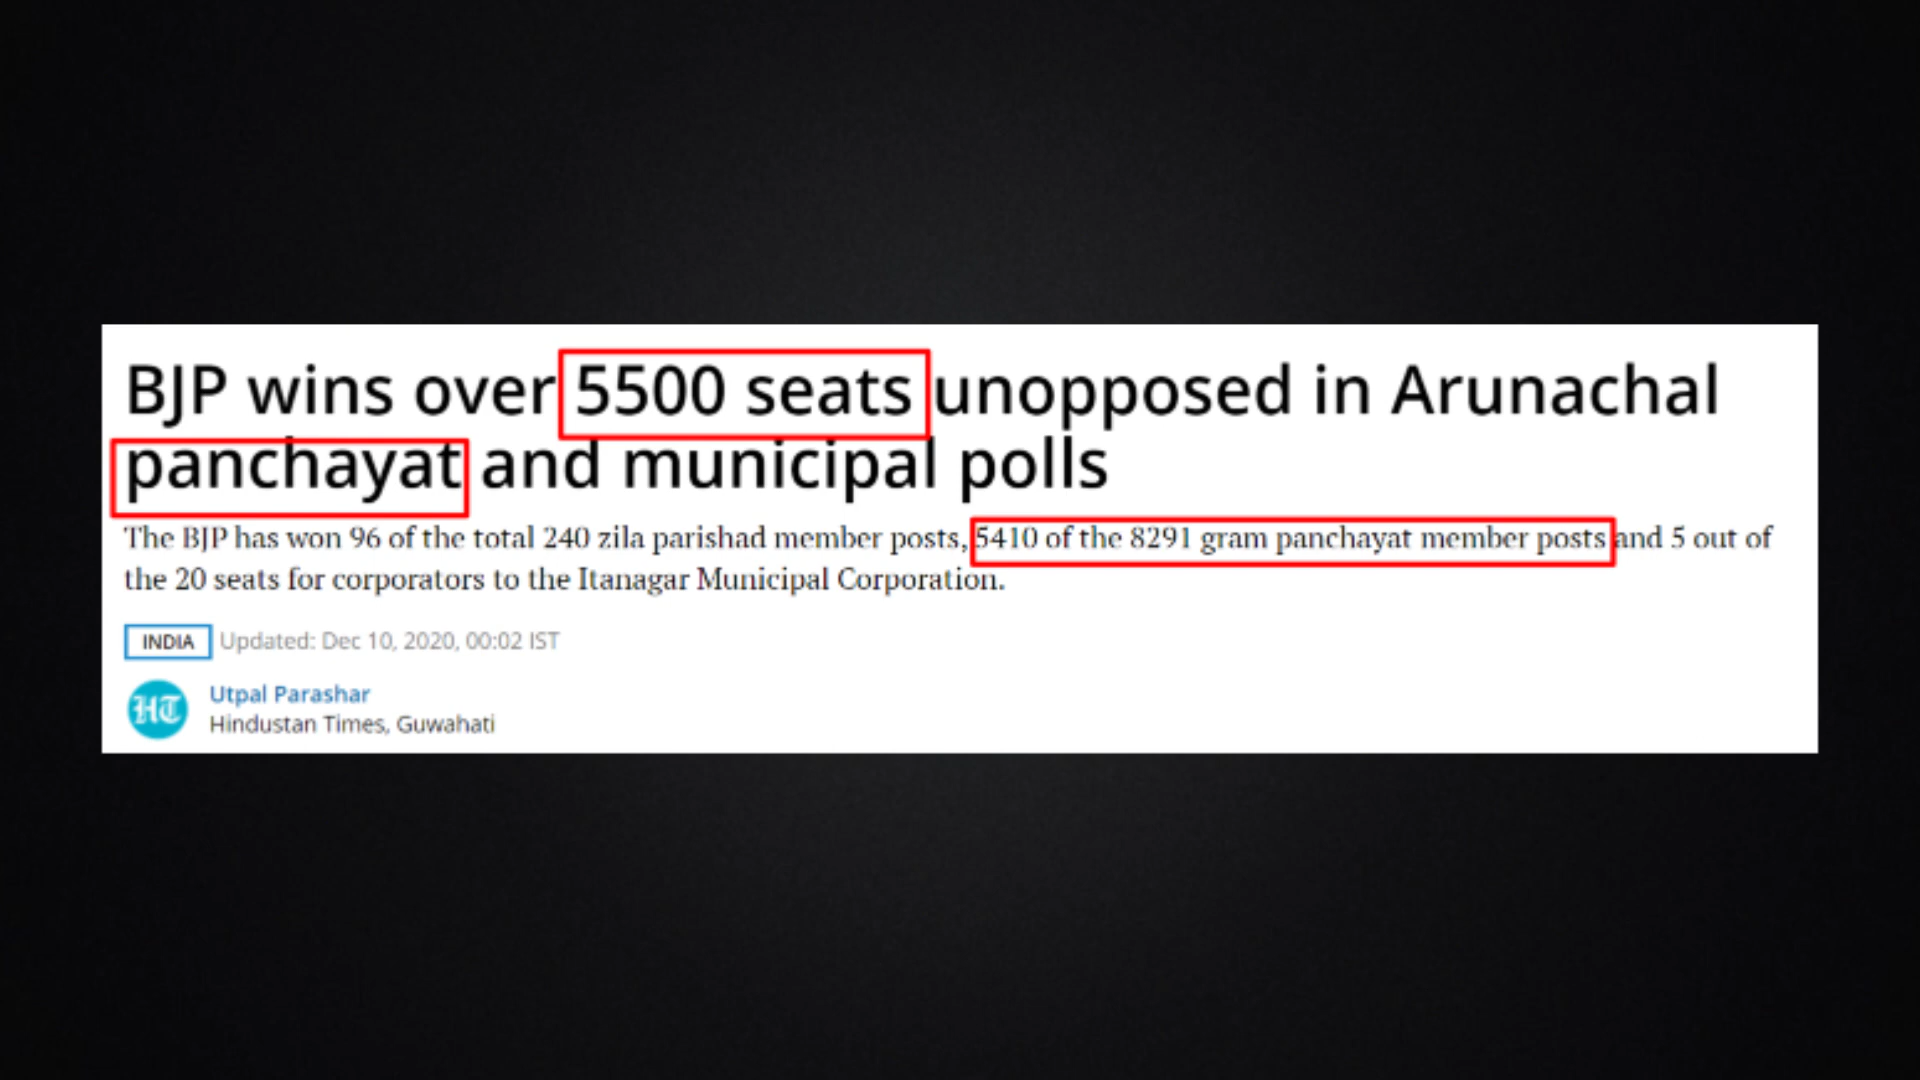 BJP wins over 5500 seats unopposed in Arunachal
panchayat and municipal polls
The BJP has won 96 of the total 240 zila parishad member posts, 5410 of the 8291 gram panchayat member posts and 5 out of
the 20 seats for corporators to the Itanagar Municipal Corporation.
INDIA Updated: Dec 10, 2020, 00:02 IST
HT Utpal Parashar
Hindustan Times, Guwahati